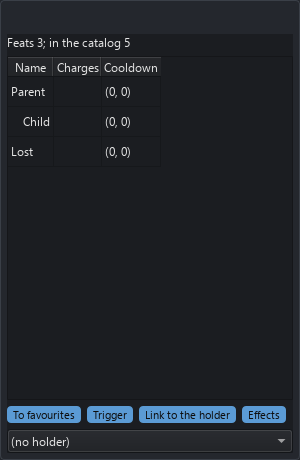 Feats 3; in the catalog 5
Name Charges Cooldown
Parent (0, 0)
Child (0, 0)
Lost (0, 0)
To favourites Trigger Link to the holder Effects
(no holder)